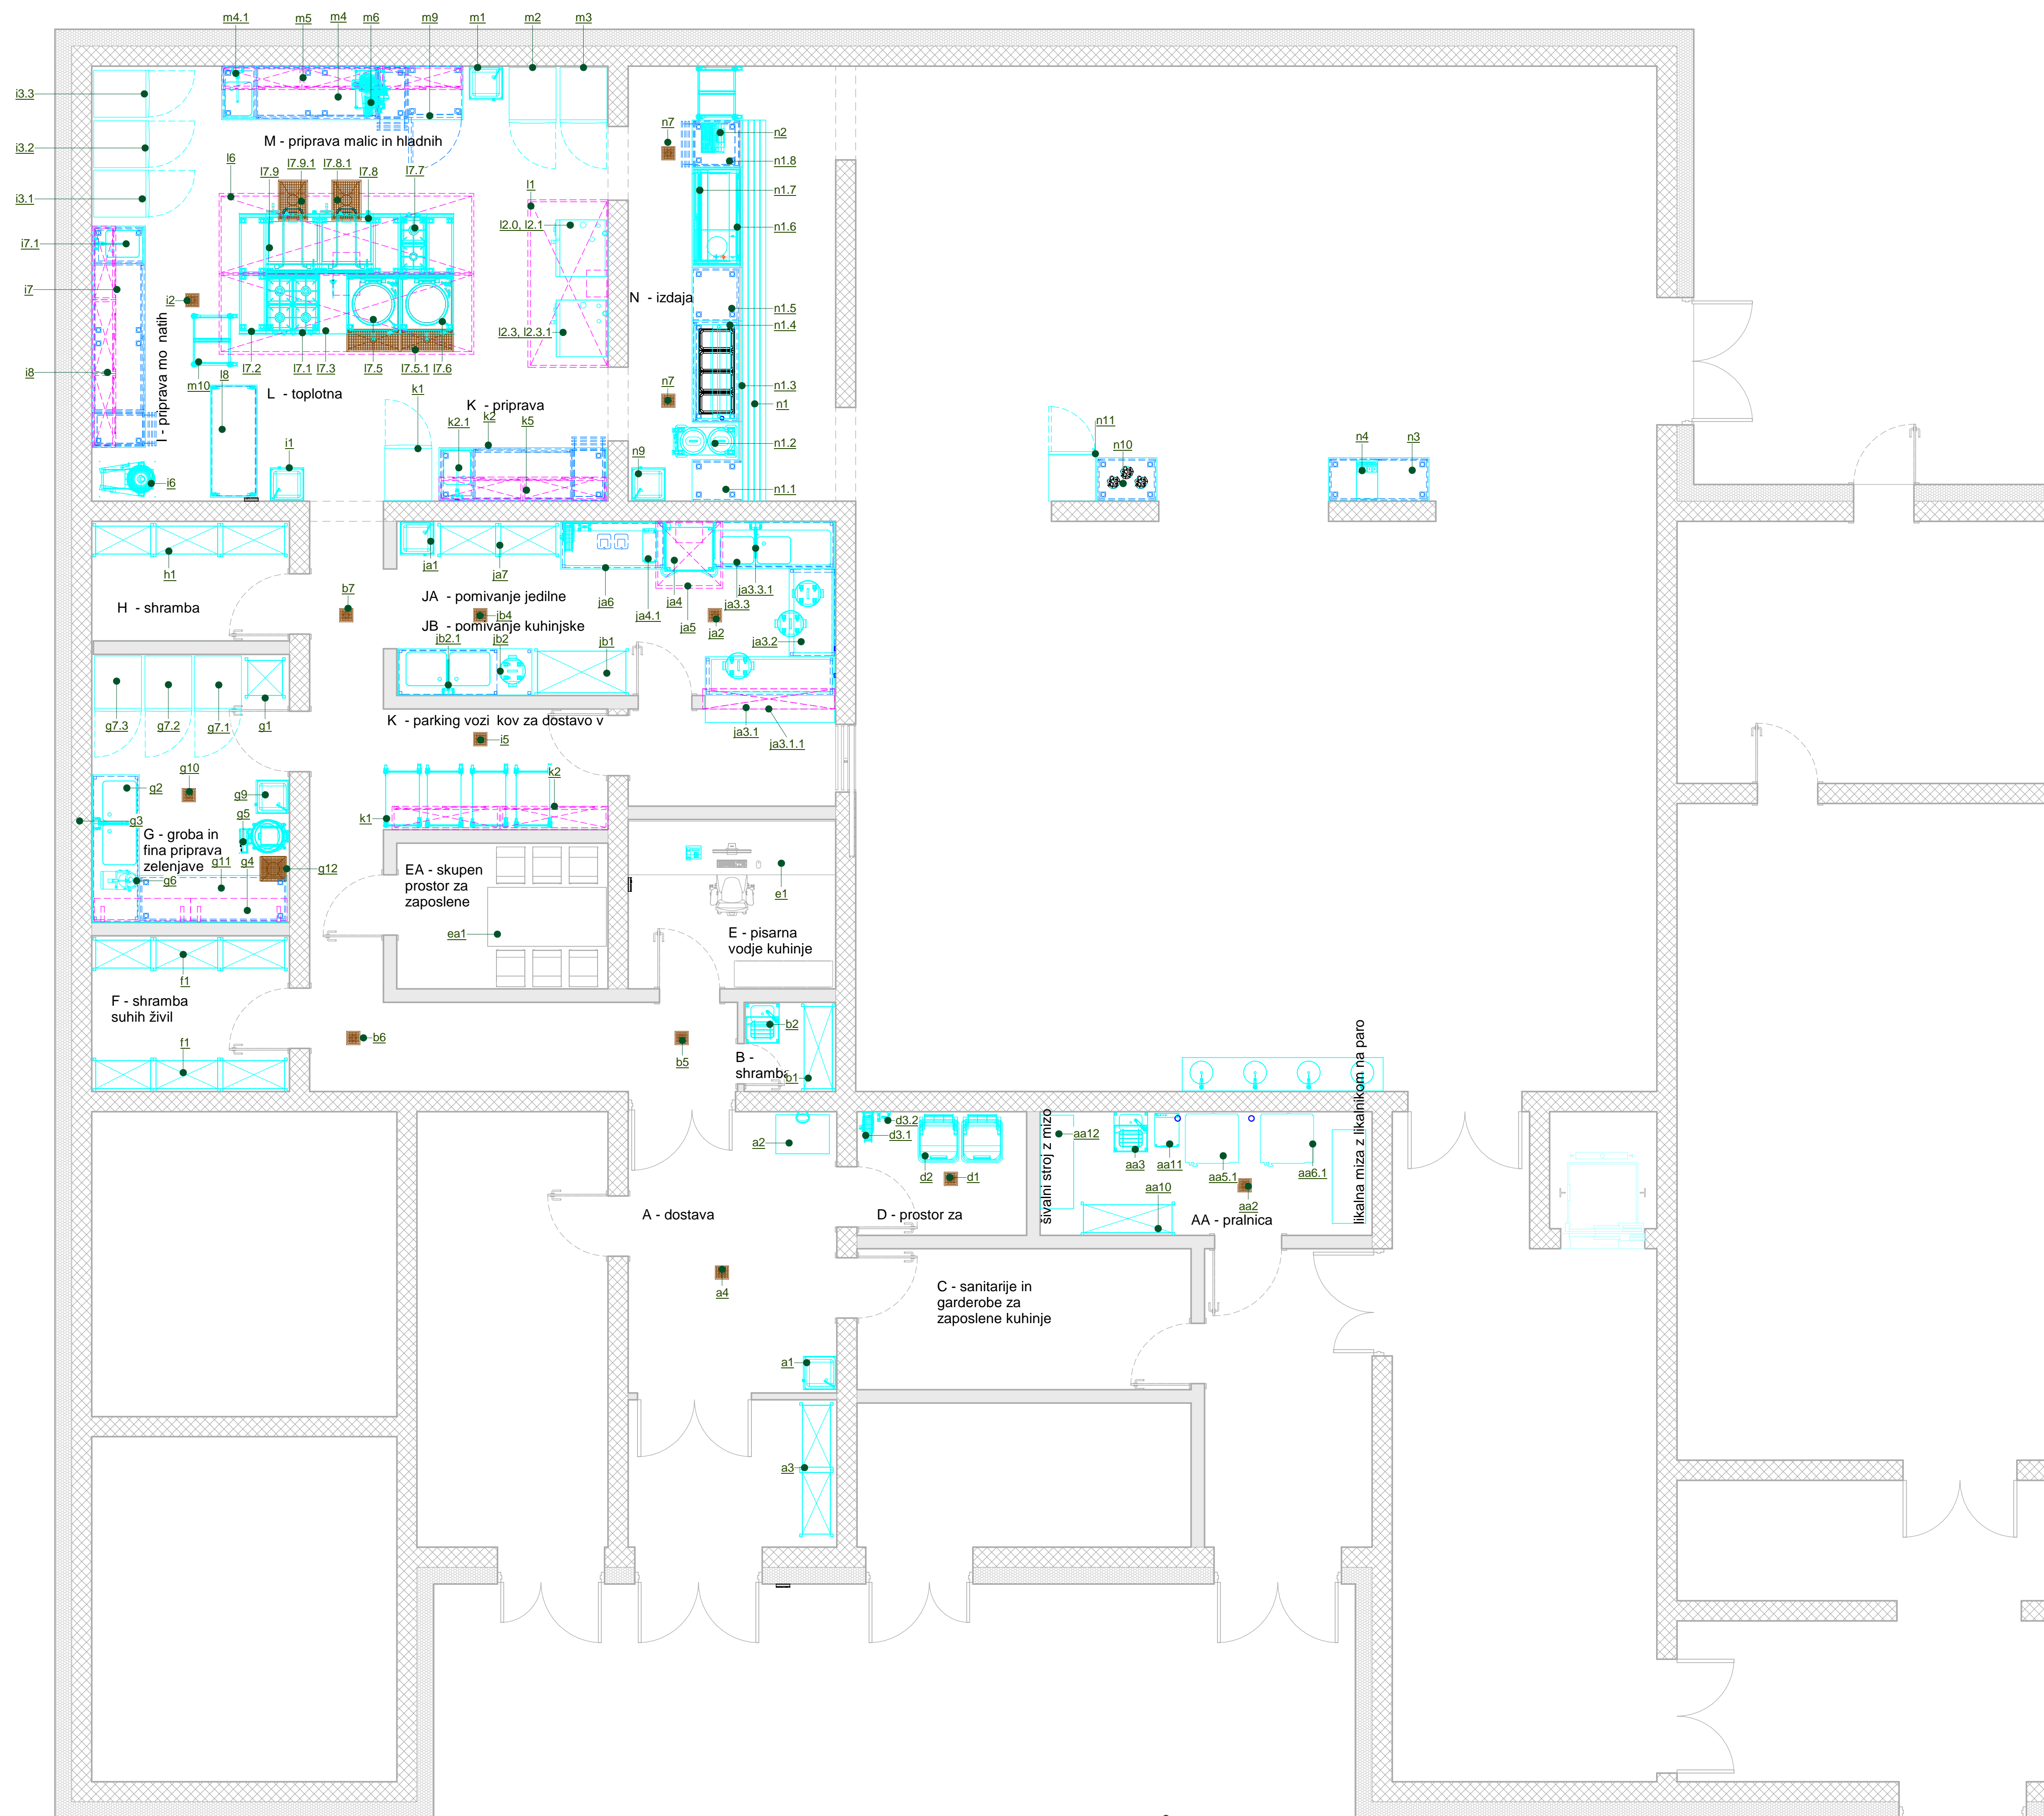 m4.1
m5
m4
m6
m9
m1
m2
m3
i3.3
i3.2
i3.1
M - priprava malic in hladnih
n7
n2
n1.8
n1.7
n1.6
l6
l7.9
l7.9.1
l7.8.1
l7.8
l7.7
l1
l2.0, l2.1
i7.1
i7
i2
I - priprava mo natih
N - izdaja
n1.5
n1.4
l2.3, l2.3.1
l7.2
l7.1
l7.3
l7.5
l7.5.1
l7.6
i8
m10
l8
L - toplotna
k1
K - priprava
n7
n1.3
n1
k2.1
k2
k5
n1.2
n11
n10
n4
n3
i6
i1
n9
n1.1
h1
H - shramba
b7
ja1
ja7
JA - pomivanje jedilne
jb4
JB - pomivanje kuhinjske
ja6
ja4.1
ja4
ja5
ja3.3
ja3.3.1
ja2
ja3.2
jb2.1
jb2
jb1
g7.3
g7.2
g7.1
g1
K - parking vozi kov za dostavo v
i5
ja3.1
ja3.1.1
g10
g2
g9
g3
g5
k1
k2
G - groba in
fina priprava
zelenjave
g11
g4
g12
g6
EA - skupen
prostor za
zaposlene
ea1
e1
E - pisarna
vodje kuhinje
f1
F - shramba
suhih živil
f1
b6
b5
b2
B -
shramba
b1
a2
d3.2
d3.1
d2
d1
D - prostor za
A - dostava
a4
šivalni stroj z mizo
aa12
aa3
aa11
aa5.1
aa6.1
aa10
aa2
AA - pralnica
likalna miza z likalnikom na paro
C - sanitarije in
garderobe za
zaposlene kuhinje
a1
a3